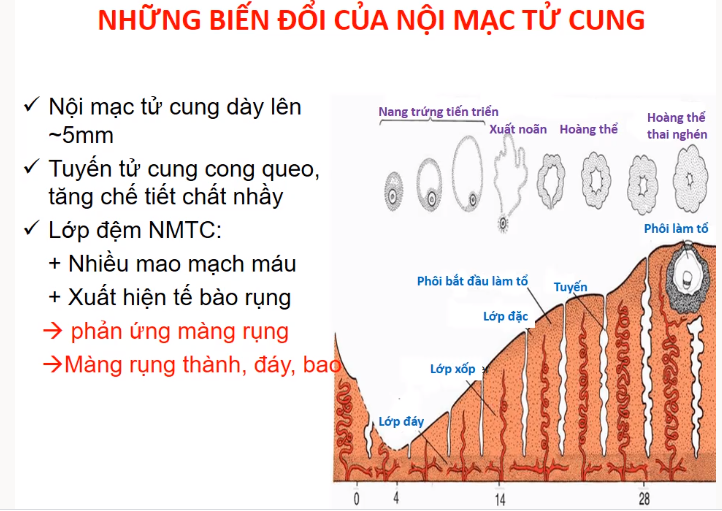 NHỮNG BIẾN ĐỔI CỦA NỘI MẠC TỬ CUNG
✓ Nội mạc tử cung dày lên
~5mm
✓ Tuyến tử cung cong queo,
tăng chế tiết chất nhầy
✓ Lớp đệm NMTC:
+ Nhiều mao mạch máu
+ Xuất hiện tế bào rụng
→ phản ứng màng rụng
→Màng rụng thành, đáy, bao
Nang trứng tiến triển
Xuất noãn
Hoàng thể
Hoàng thể
thai nghén
Phôi làm tổ
Phôi bắt đầu làm tổ
Tuyến
Lớp đặc
Lớp xốp
Lớp đáy
0 4 14 28